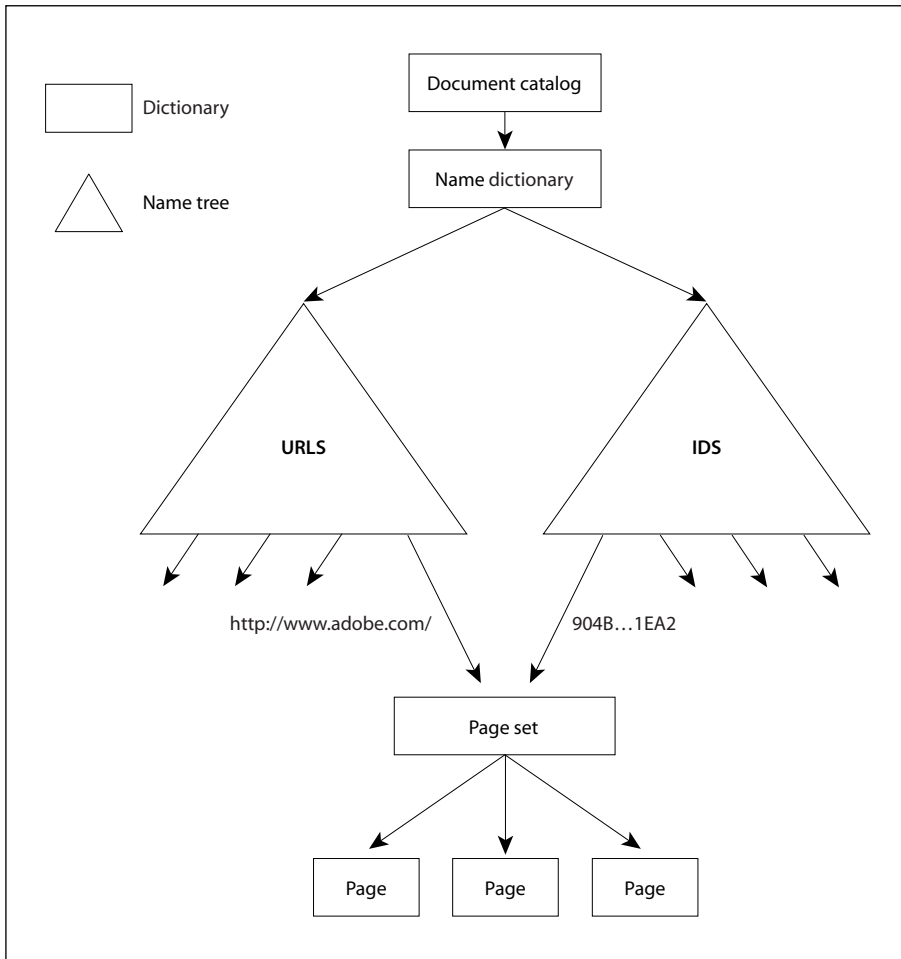 Document catalog
Dictionary
Name dictionary
Name tree
URLS
IDS
http://www.adobe.com/
904B…1EA2
Page set
Page
Page
Page